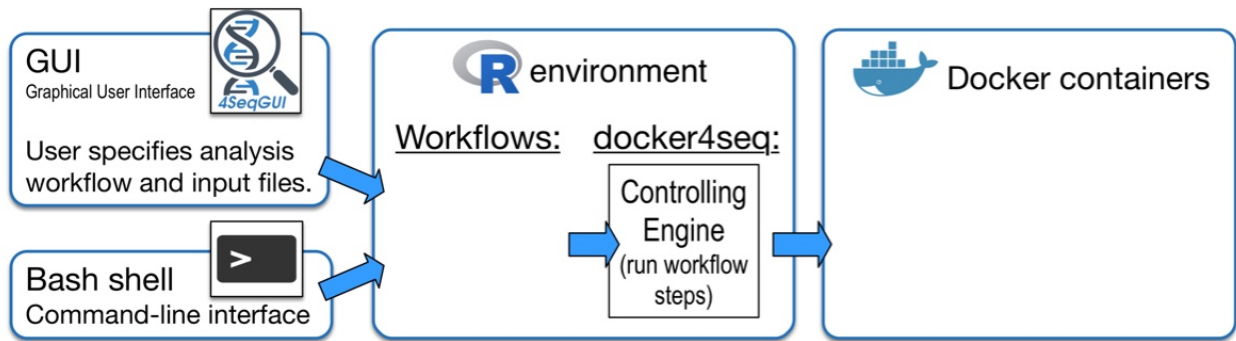 GUI
Graphical User Interface
4SeqGUI
User specifies analysis
workflow and input files.
>
Bash shell
Command-line interface
R environment
Workflows:
docker4seq:
Controlling
Engine
(run workflow
steps)
Docker containers